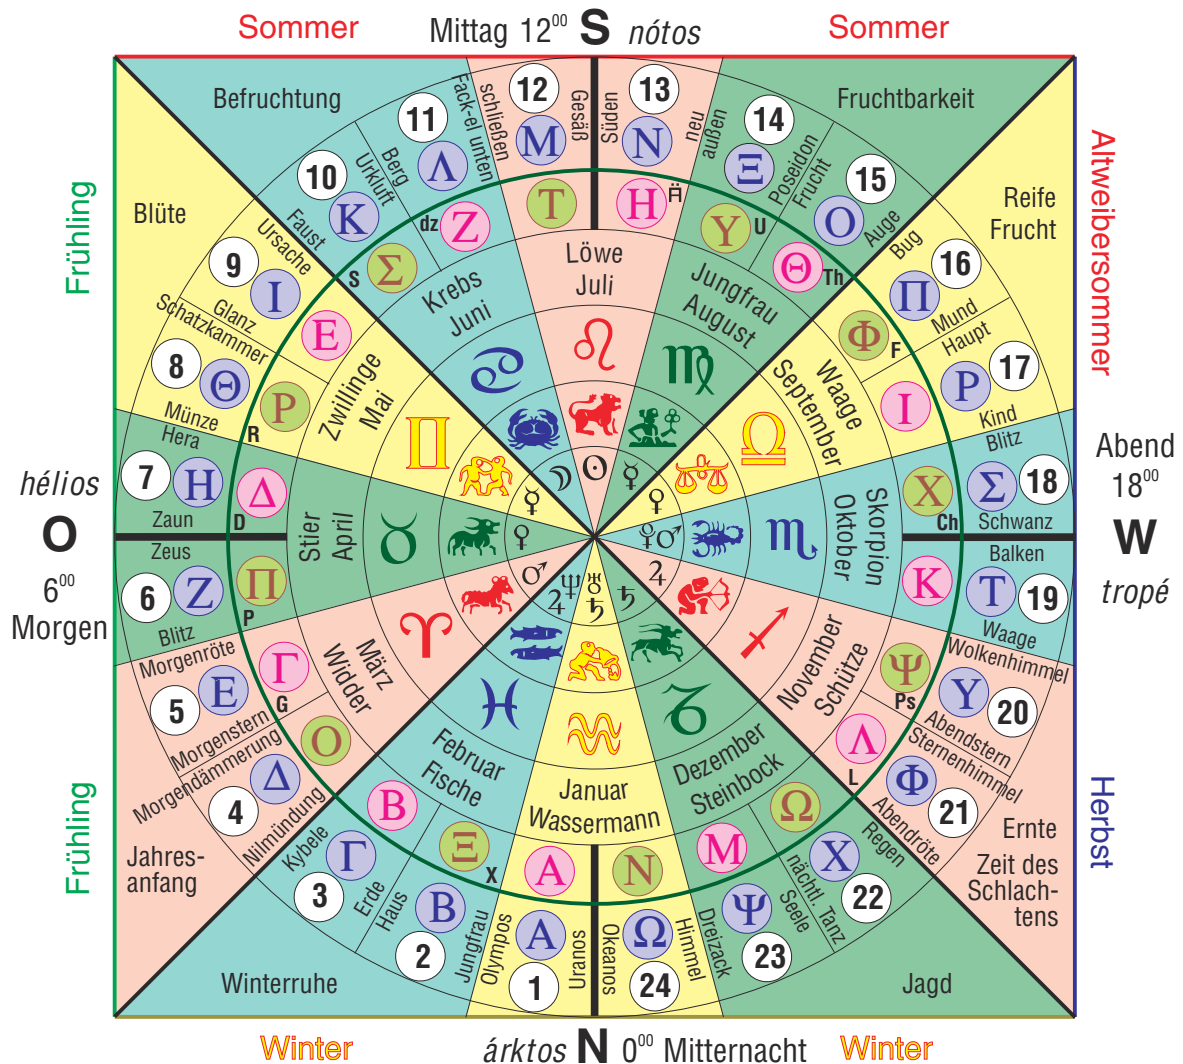 Sommer
Mittag 12⁰⁰ S nótos
Sommer
Befruchtung
Fruchtbarkeit
Frühling
Blüte
Altweibersommer
Reife
Frucht
hélios
O
6⁰⁰
Morgen
Abend
18⁰⁰
W
tropé
Frühling
Jahres-
anfang
Herbst
Ernte
Zeit des
Schlach-
tens
Winterruhe
Jagd
Winter
árktos N 0⁰⁰ Mitternacht
Winter
1 Α Olympos Uranos
2 Β Haus Jungfrau
3 Γ Kybele Erde
4 Δ Morgendämmerung Nilmündung
5 Ε Morgenröte Morgenstern
6 Ζ Zeus Blitz
7 Η Hera Zaun
8 Θ Schatzkammer Münze
9 Ι Ursache Glanz
10 Κ Urkluft Faust
11 Λ Fack-el unten Berg
12 Μ schließen Gesäß
13 Ν Süden neu
14 Ξ außen Poseidon
15 Ο Frucht Auge
16 Π Bug Mund
17 Ρ Haupt Kind
18 Σ Blitz Schwanz
19 Τ Balken Waage
20 Υ Wolkenhimmel Abendstern
21 Φ Sternenhimmel Abendröte
22 Χ Regen nächtl. Tanz
23 Ψ Seele Dreizack
24 Ω Okeanos Himmel
Α
Ξ X
Β
Ο
Γ G
Π P
Δ D
Ρ R
Ε
Σ S
Ζ dz
Τ
Η Ḧ
Υ U
Θ Th
Φ F
Ι
Χ Ch
Κ
Ψ Ps
Λ L
Ω
Μ
Ν
Löwe
Juli
Jungfrau
August
Waage
September
Skorpion
Oktober
November
Schütze
Dezember
Steinbock
Januar
Wassermann
Februar
Fische
März
Widder
Stier
April
Zwillinge
Mai
Krebs
Juni
♌
♍
♎
♏
♐
♑
♒
♓
♈
♉
♊
♋
☉
☿
♀
♀♂
♃
♄
♅
♄
♆
♃
♂
♀
☿
☽